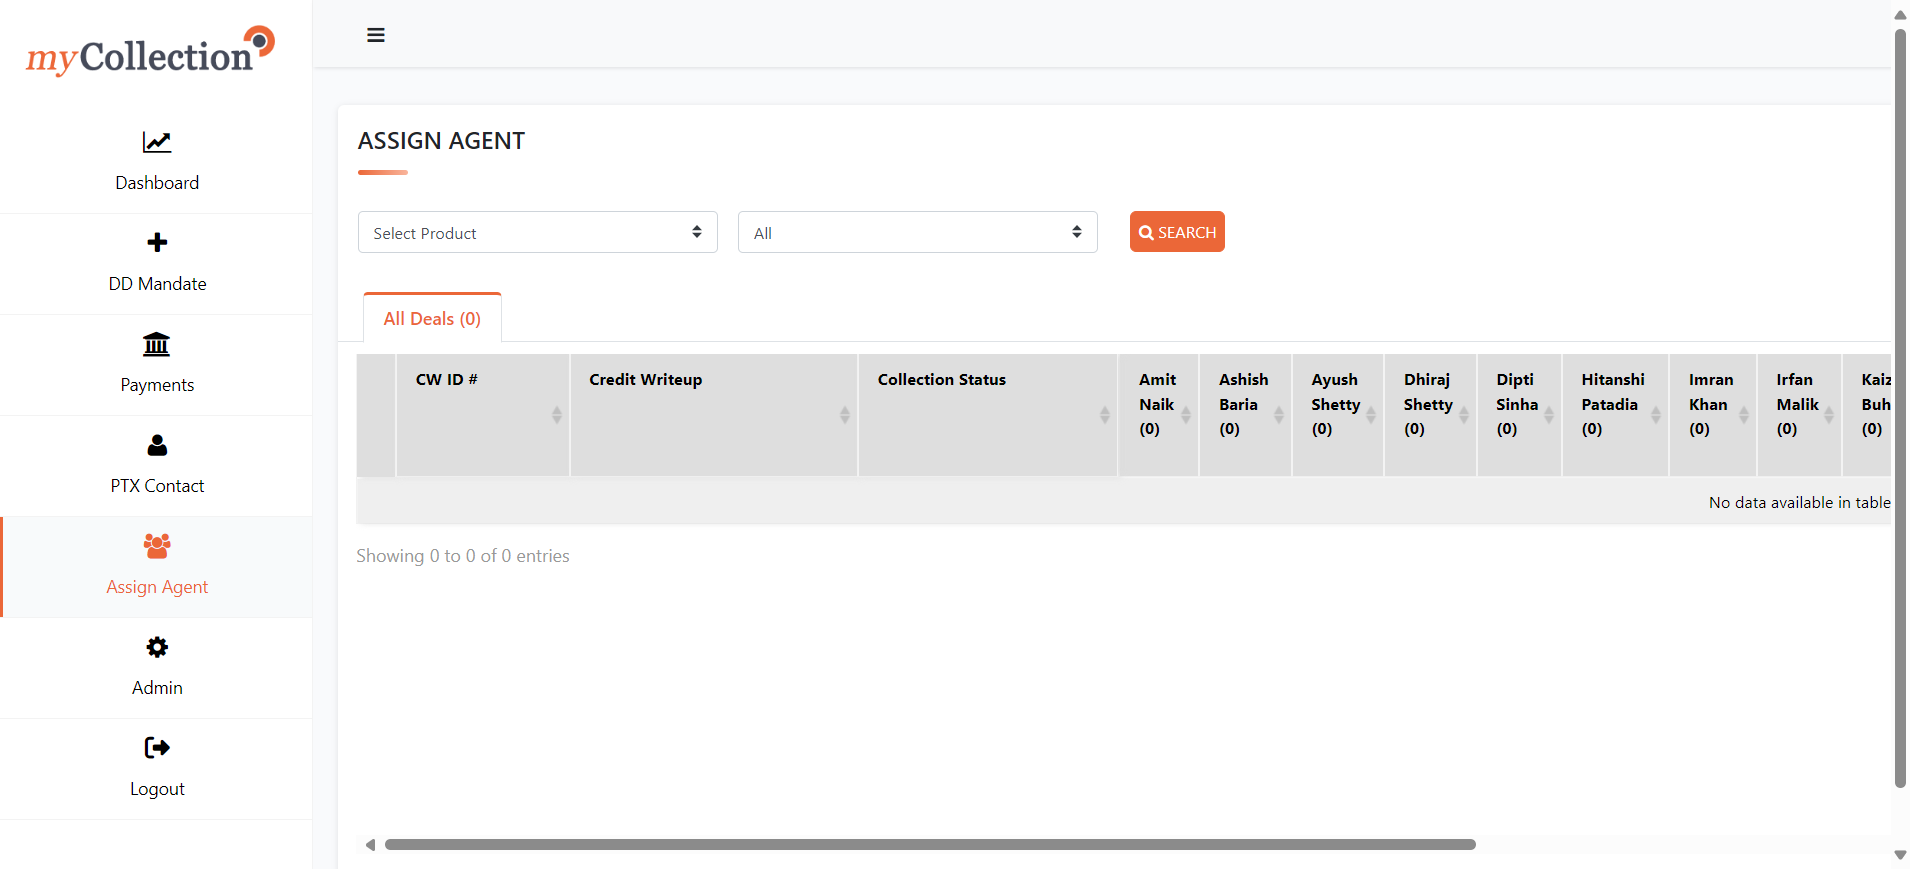 myCollection
Dashboard
DD Mandate
Payments
PTX Contact
Assign Agent
Admin
Logout
ASSIGN AGENT
Select Product
All
SEARCH
All Deals (0)
CW ID #
Credit Writeup
Collection Status
Amit Naik (0)
Ashish Baria (0)
Ayush Shetty (0)
Dhiraj Shetty (0)
Dipti Sinha (0)
Hitanshi Patadia (0)
Imran Khan (0)
Irfan Malik (0)
Kaiz Buh (0)
No data available in table
Showing 0 to 0 of 0 entries